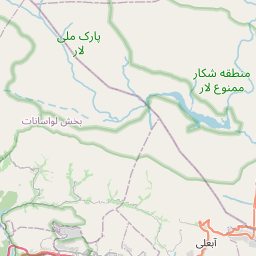 پارک ملی
لار
منطقه شکار
ممنوع لار
بخش لواسانات
آبعلی